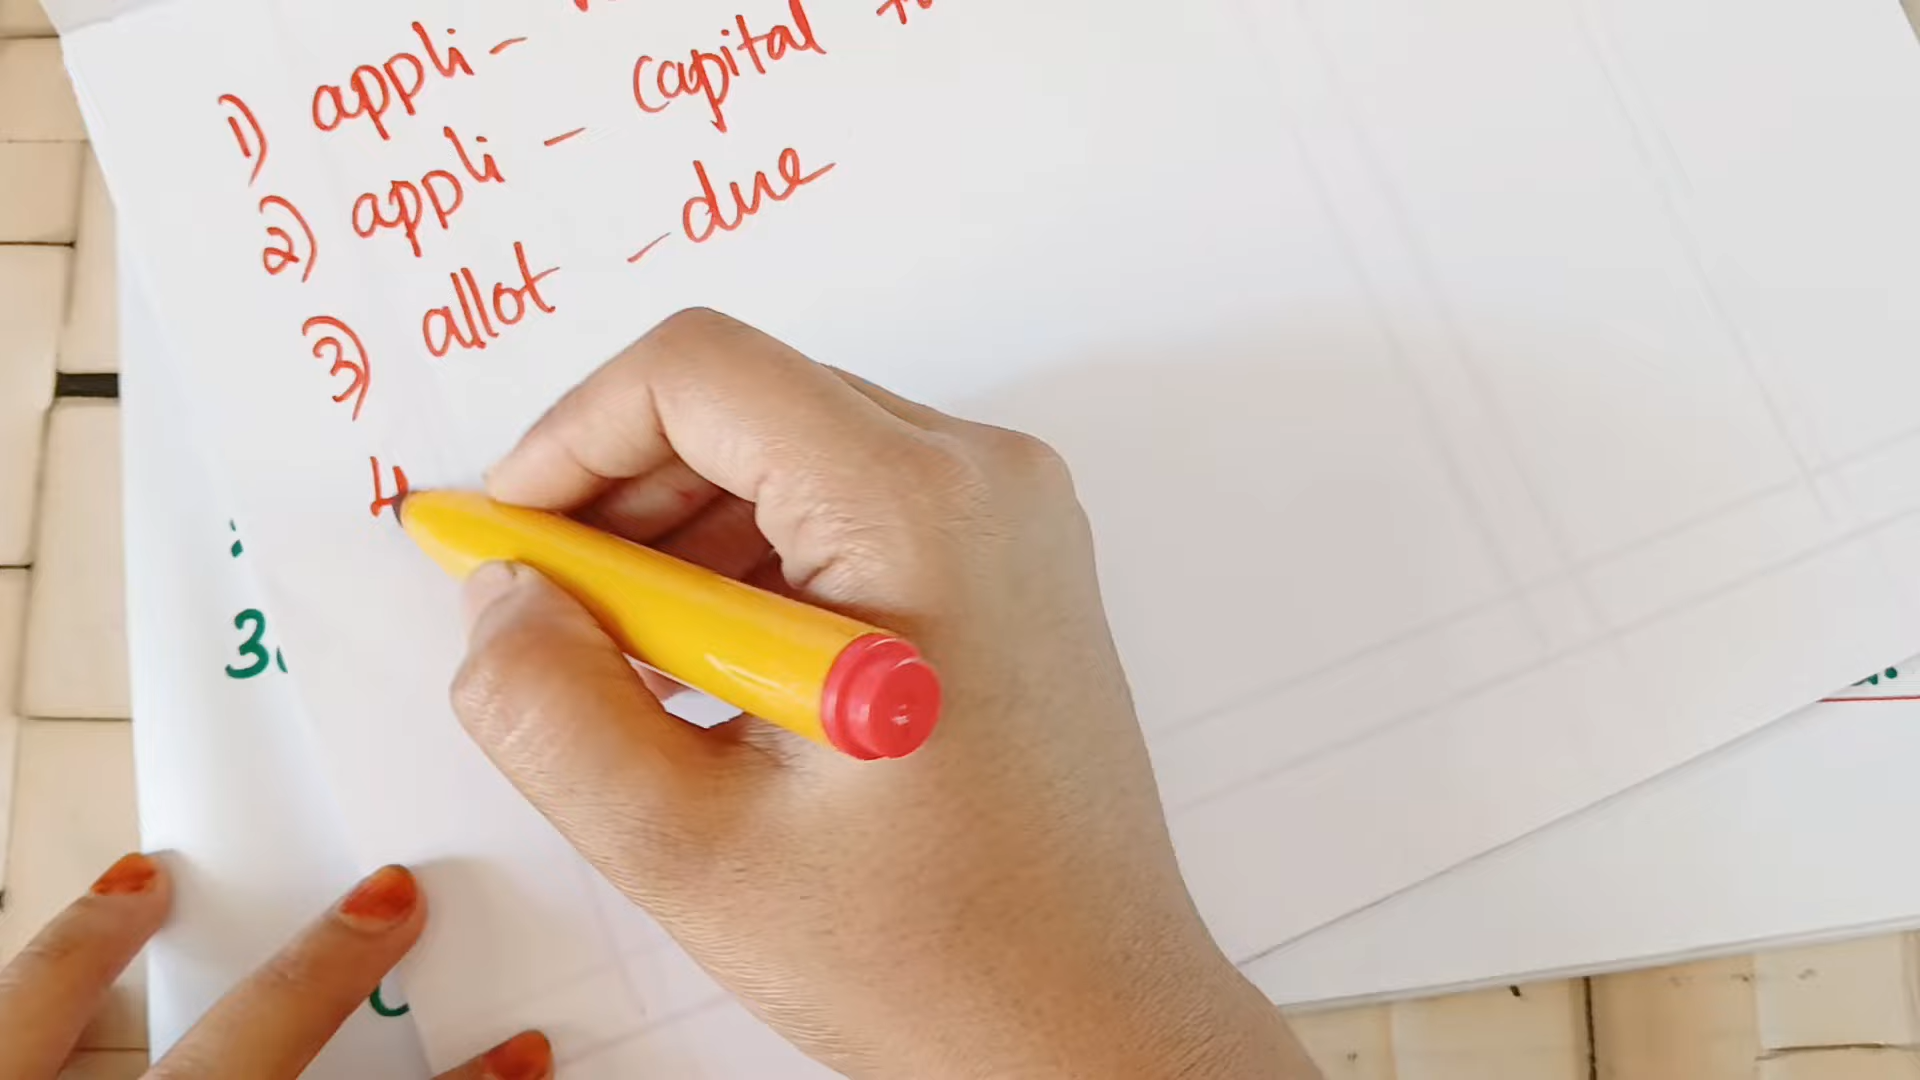 1) appli -
2) appli - capital
3) allot - due
4
3.